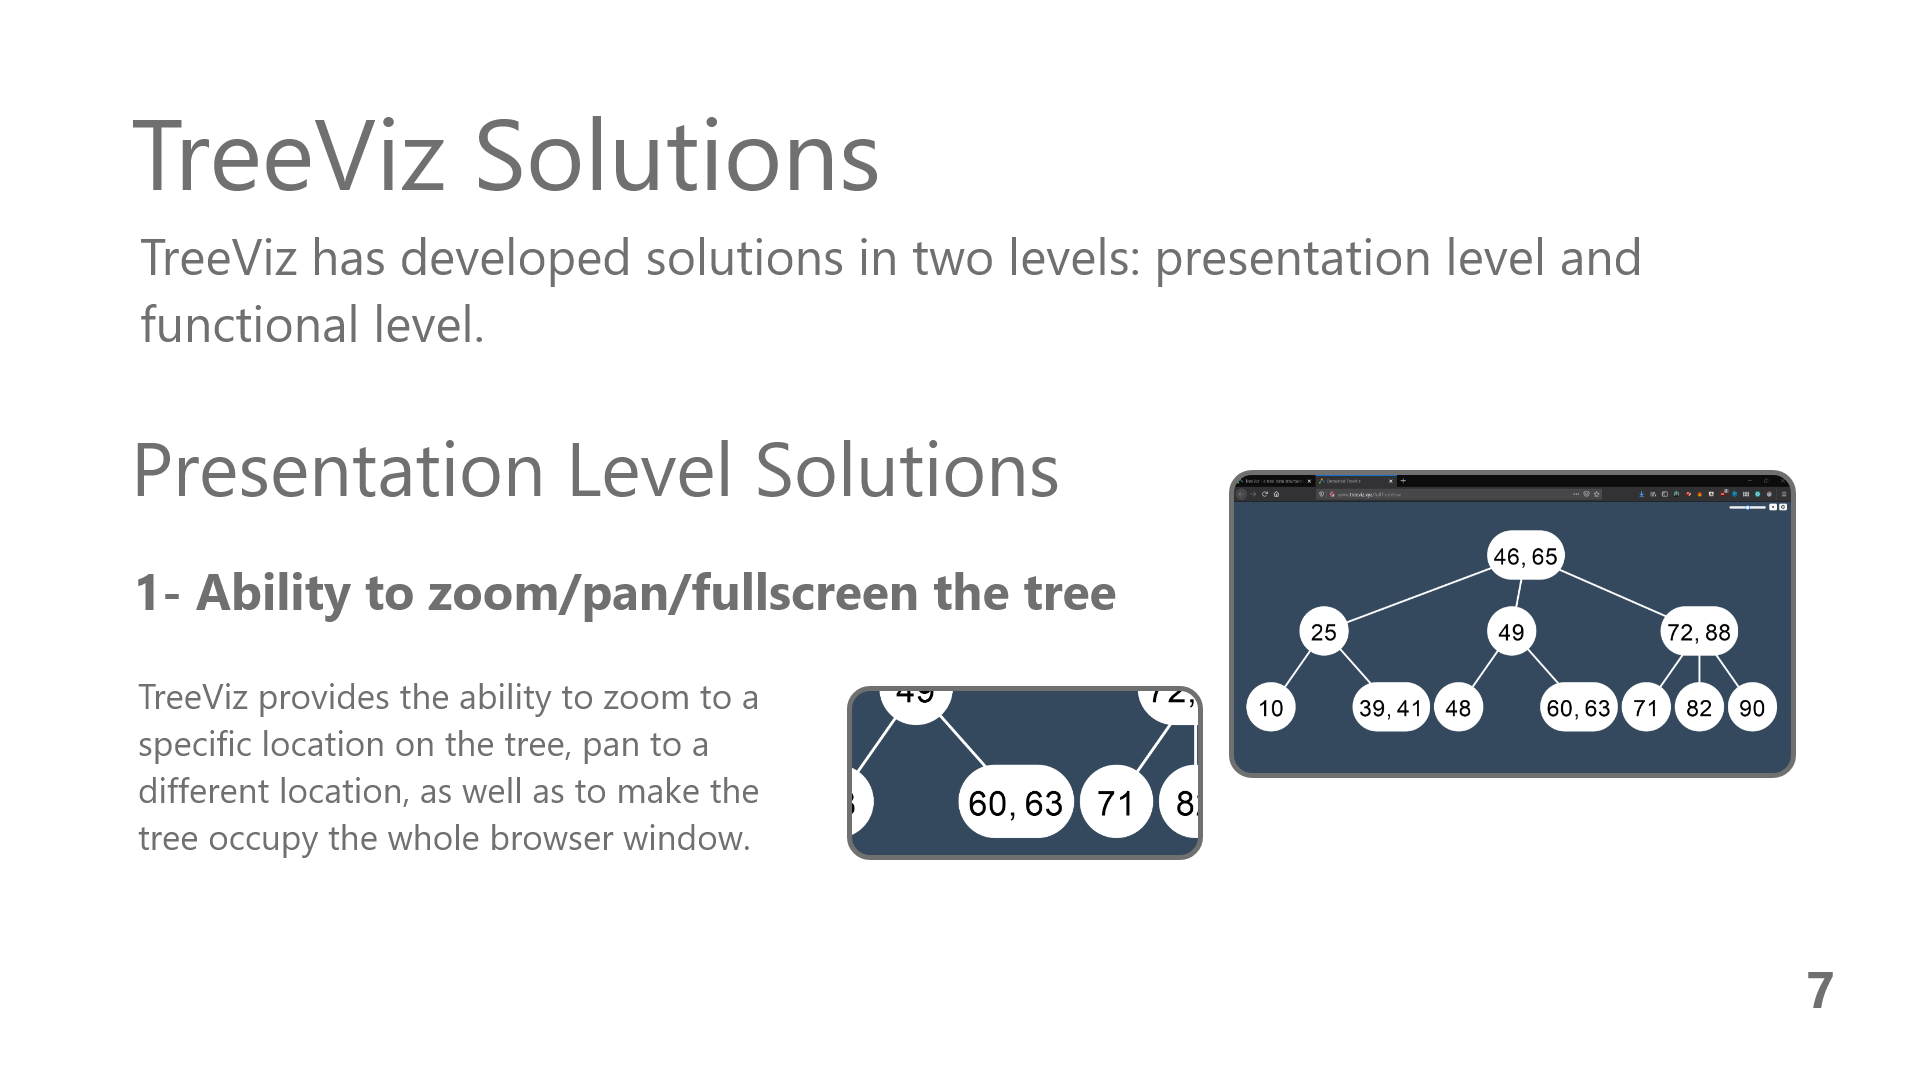 TreeViz Solutions
TreeViz has developed solutions in two levels: presentation level and
functional level.
Presentation Level Solutions
1- Ability to zoom/pan/fullscreen the tree
TreeViz provides the ability to zoom to a
specific location on the tree, pan to a
different location, as well as to make the
tree occupy the whole browser window.
49 72,
60, 63 71
46, 65
25 49 72, 88
10 39, 41 48 60, 63 71 82 90
7